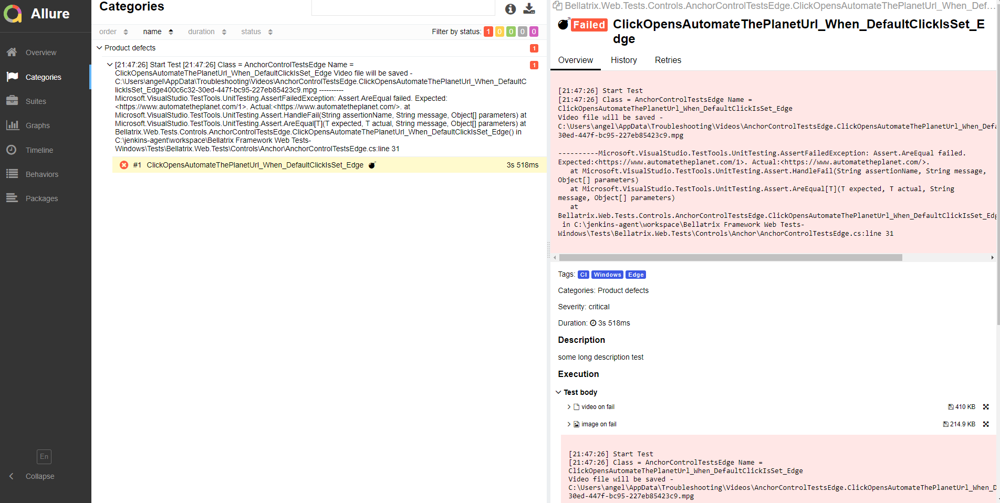 Allure
Overview
Categories
Suites
Graphs
Timeline
Behaviors
Packages
En
Collapse
Categories
order name duration status Filter by status: 1 0 0 0 0
Product defects 1
[21:47:26] Start Test [21:47:26] Class = AnchorControlTestsEdge Name = 1
ClickOpensAutomateThePlanetUrl_When_DefaultClickIsSet_Edge Video file will be saved -
C:\Users\angel\AppData\Troubleshooting\Videos\AnchorControlTestsEdge.ClickOpensAutomateThePlanetUrl_When_DefaultC
lickIsSet_Edge400c6c32-30ed-447f-bc95-227eb85423c9.mpg ----------
Microsoft.VisualStudio.TestTools.UnitTesting.AssertFailedException: Assert.AreEqual failed. Expected:
<https://www.automatetheplanet.com/1>. Actual:<https://www.automatetheplanet.com/>. at
Microsoft.VisualStudio.TestTools.UnitTesting.Assert.HandleFail(String assertionName, String message, Object[] parameters) at
Microsoft.VisualStudio.TestTools.UnitTesting.Assert.AreEqual[T](T expected, T actual, String message, Object[] parameters) at
Bellatrix.Web.Tests.Controls.AnchorControlTestsEdge.ClickOpensAutomateThePlanetUrl_When_DefaultClickIsSet_Edge() in
C:\jenkins-agent\workspace\Bellatrix Framework Web Tests-
Windows\Tests\Bellatrix.Web.Tests\Controls\Anchor\AnchorControlTestsEdge.cs:line 31
#1 ClickOpensAutomateThePlanetUrl_When_DefaultClickIsSet_Edge 3s 518ms
Bellatrix.Web.Tests.Controls.AnchorControlTestsEdge.ClickOpensAutomateThePlanetUrl_When_Def...
Failed ClickOpensAutomateThePlanetUrl_When_DefaultClickIsSet_E
dge
Overview History Retries
[21:47:26] Start Test
[21:47:26] Class = AnchorControlTestsEdge Name =
ClickOpensAutomateThePlanetUrl_When_DefaultClickIsSet_Edge
Video file will be saved -
C:\Users\angel\AppData\Troubleshooting\Videos\AnchorControlTestsEdge.ClickOpensAutomateThePlanetUrl_When_Defa
30ed-447f-bc95-227eb85423c9.mpg
----------Microsoft.VisualStudio.TestTools.UnitTesting.AssertFailedException: Assert.AreEqual failed.
Expected:<https://www.automatetheplanet.com/1>. Actual:<https://www.automatetheplanet.com/>.
at Microsoft.VisualStudio.TestTools.UnitTesting.Assert.HandleFail(String assertionName, String message,
Object[] parameters)
at Microsoft.VisualStudio.TestTools.UnitTesting.Assert.AreEqual[T](T expected, T actual, String
message, Object[] parameters)
at
Bellatrix.Web.Tests.Controls.AnchorControlTestsEdge.ClickOpensAutomateThePlanetUrl_When_DefaultClickIsSet_Edg
in C:\jenkins-agent\workspace\Bellatrix Framework Web Tests-
Windows\Tests\Bellatrix.Web.Tests\Controls\Anchor\AnchorControlTestsEdge.cs:line 31
Tags: CI Windows Edge
Categories: Product defects
Severity: critical
Duration: 3s 518ms
Description
some long description test
Execution
Test body
video on fail 410 KB
image on fail 214.9 KB
[21:47:26] Start Test
[21:47:26] Class = AnchorControlTestsEdge Name =
ClickOpensAutomateThePlanetUrl_When_DefaultClickIsSet_Edge
Video file will be saved -
C:\Users\angel\AppData\Troubleshooting\Videos\AnchorControlTestsEdge.ClickOpensAutomateThePlanetUrl_When_D
30ed-447f-bc95-227eb85423c9.mpg